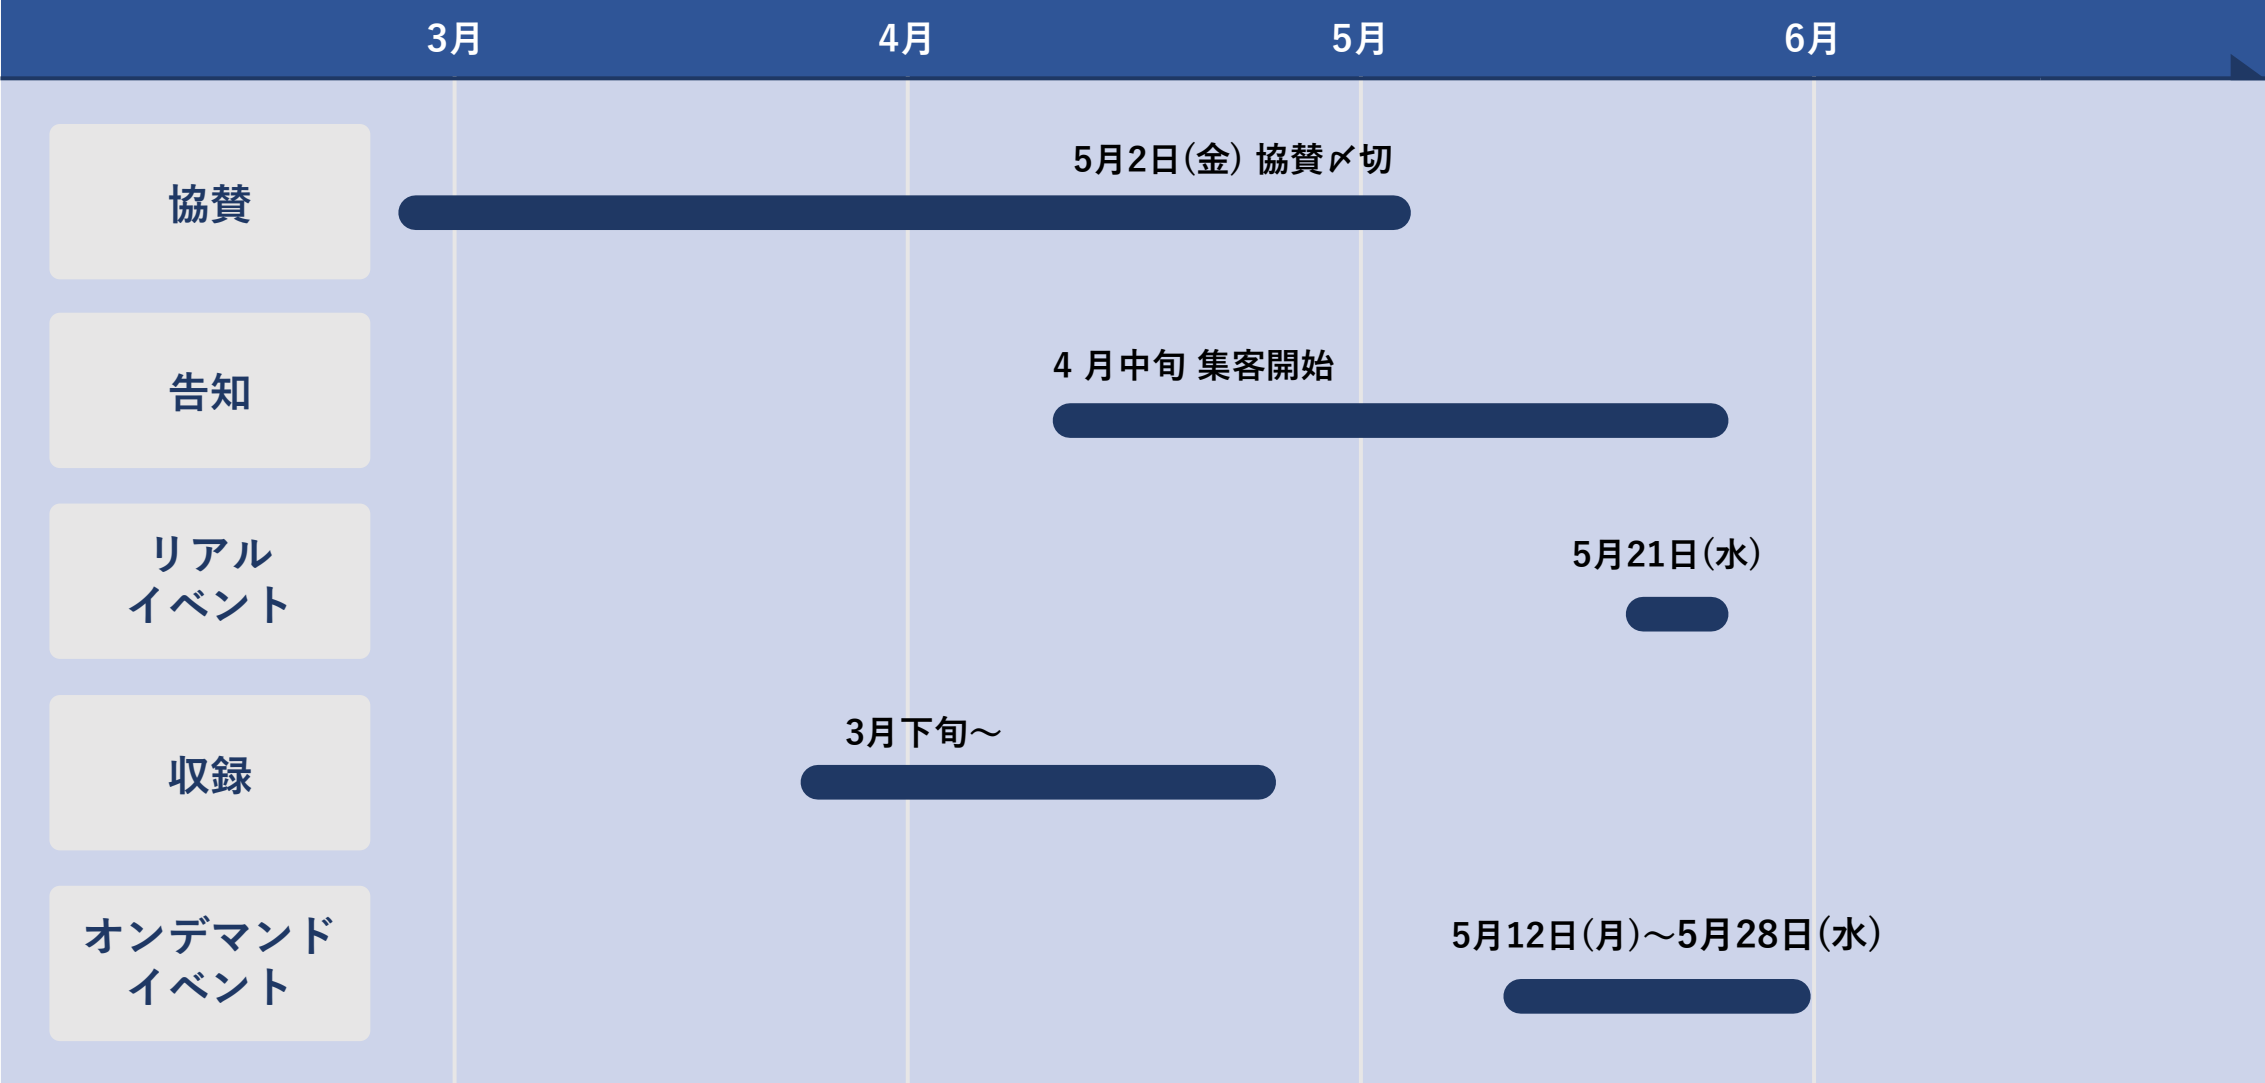 3月 4月 5月 6月
協賛
5月2日(金) 協賛〆切
告知
4 月中旬 集客開始
リアル
イベント
5月21日(水)
収録
3月下旬～
オンデマンド
イベント
5月12日(月)～5月28日(水)